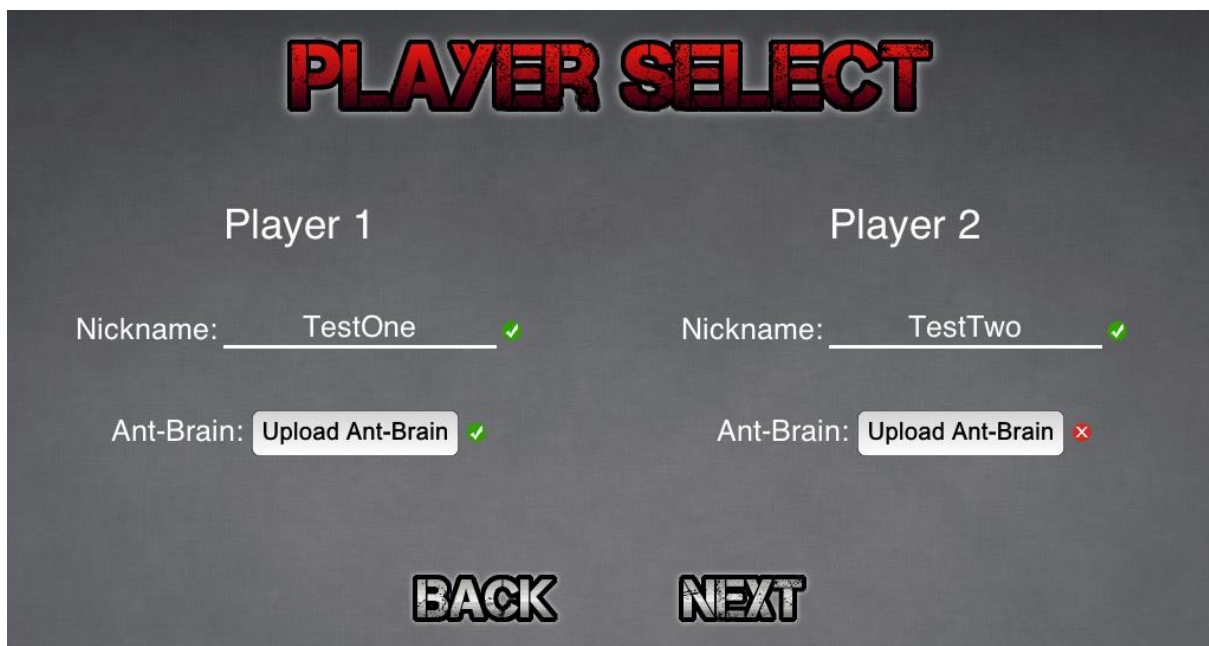 PLAYER SELECT
Player 1 Player 2
Nickname: TestOne Nickname: TestTwo
Ant-Brain: Upload Ant-Brain Ant-Brain: Upload Ant-Brain
BACK NEXT